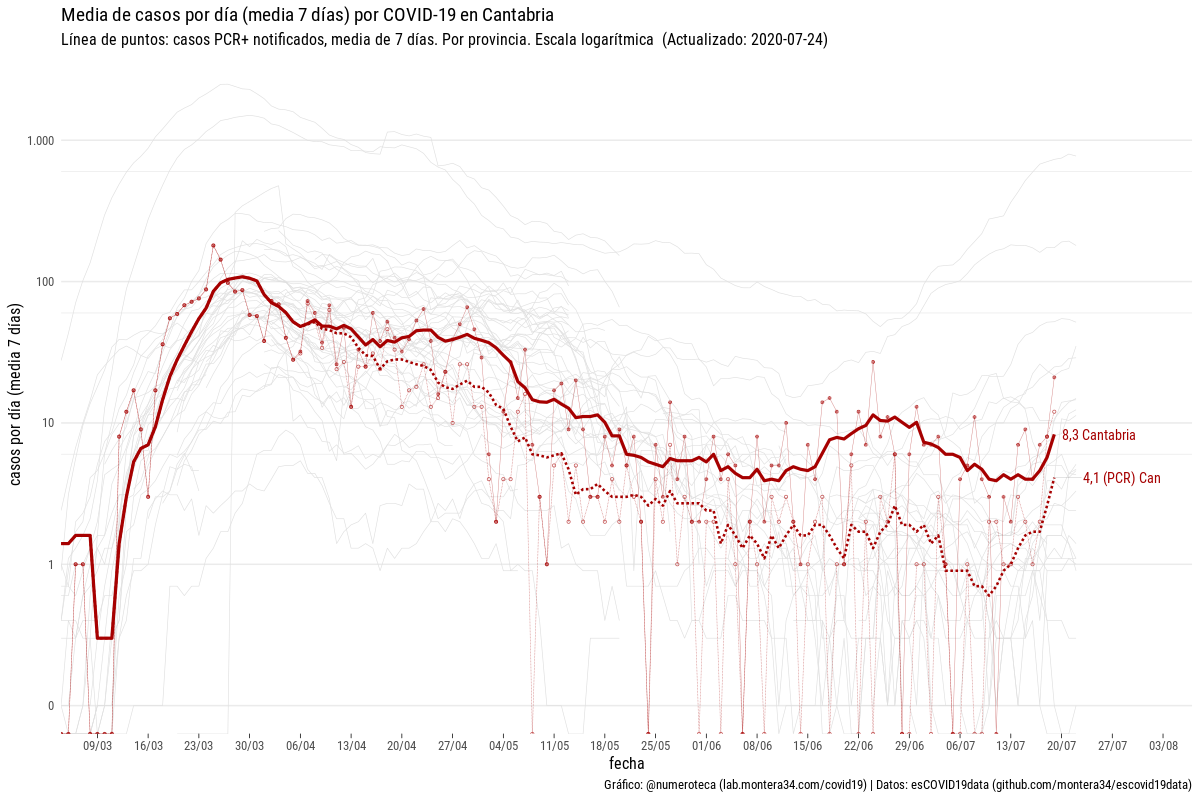 Media de casos por día (media 7 días) por COVID-19 en Cantabria
Línea de puntos: casos PCR+ notificados, media de 7 días. Por provincia. Escala logarítmica  (Actualizado: 2020-07-24)
casos por día (media 7 días)
1.000
100
10
1
0
8,3 Cantabria
4,1 (PCR) Can
09/03 16/03 23/03 30/03 06/04 13/04 20/04 27/04 04/05 11/05 18/05 25/05 01/06 08/06 15/06 22/06 29/06 06/07 13/07 20/07 27/07 03/08
fecha
Gráfico: @numeroteca (lab.montera34.com/covid19) | Datos: esCOVID19data (github.com/montera34/escovid19data)